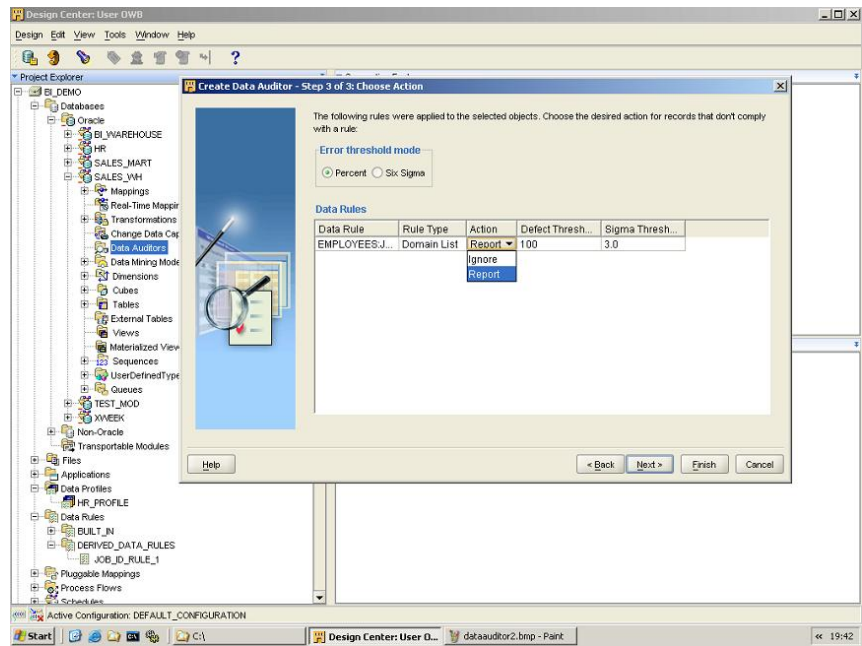 Design Center: User OWB
Design Edit View Tools Window Help
Project Explorer
BI_DEMO
Databases
Oracle
BI_WAREHOUSE
HR
SALES_MART
SALES_WH
Mappings
Real-Time Mappin
Transformations
Change Data Cap
Data Auditors
Data Mining Mode
Dimensions
Cubes
Tables
External Tables
Views
Materialized View
Sequences
UserDefinedType
Queues
TEST_MOD
XWEEK
Non-Oracle
Transportable Modules
Files
Applications
Data Profiles
HR_PROFILE
Data Rules
BUILT_IN
DERIVED_DATA_RULES
JOB_ID_RULE_1
Pluggable Mappings
Process Flows
Schedules
Create Data Auditor - Step 3 of 3: Choose Action
The following rules were applied to the selected objects. Choose the desired action for records that don't comply
with a rule:
Error threshold mode
Percent Six Sigma
Data Rules
Data Rule Rule Type Action Defect Thresh... Sigma Thresh...
EMPLOYEES:J... Domain List Report 100 3.0
Ignore
Report
Help < Back Next > Finish Cancel
Active Configuration: DEFAULT_CONFIGURATION
Start C:\ Design Center: User O... dataauditor2.bmp - Paint « 19:42